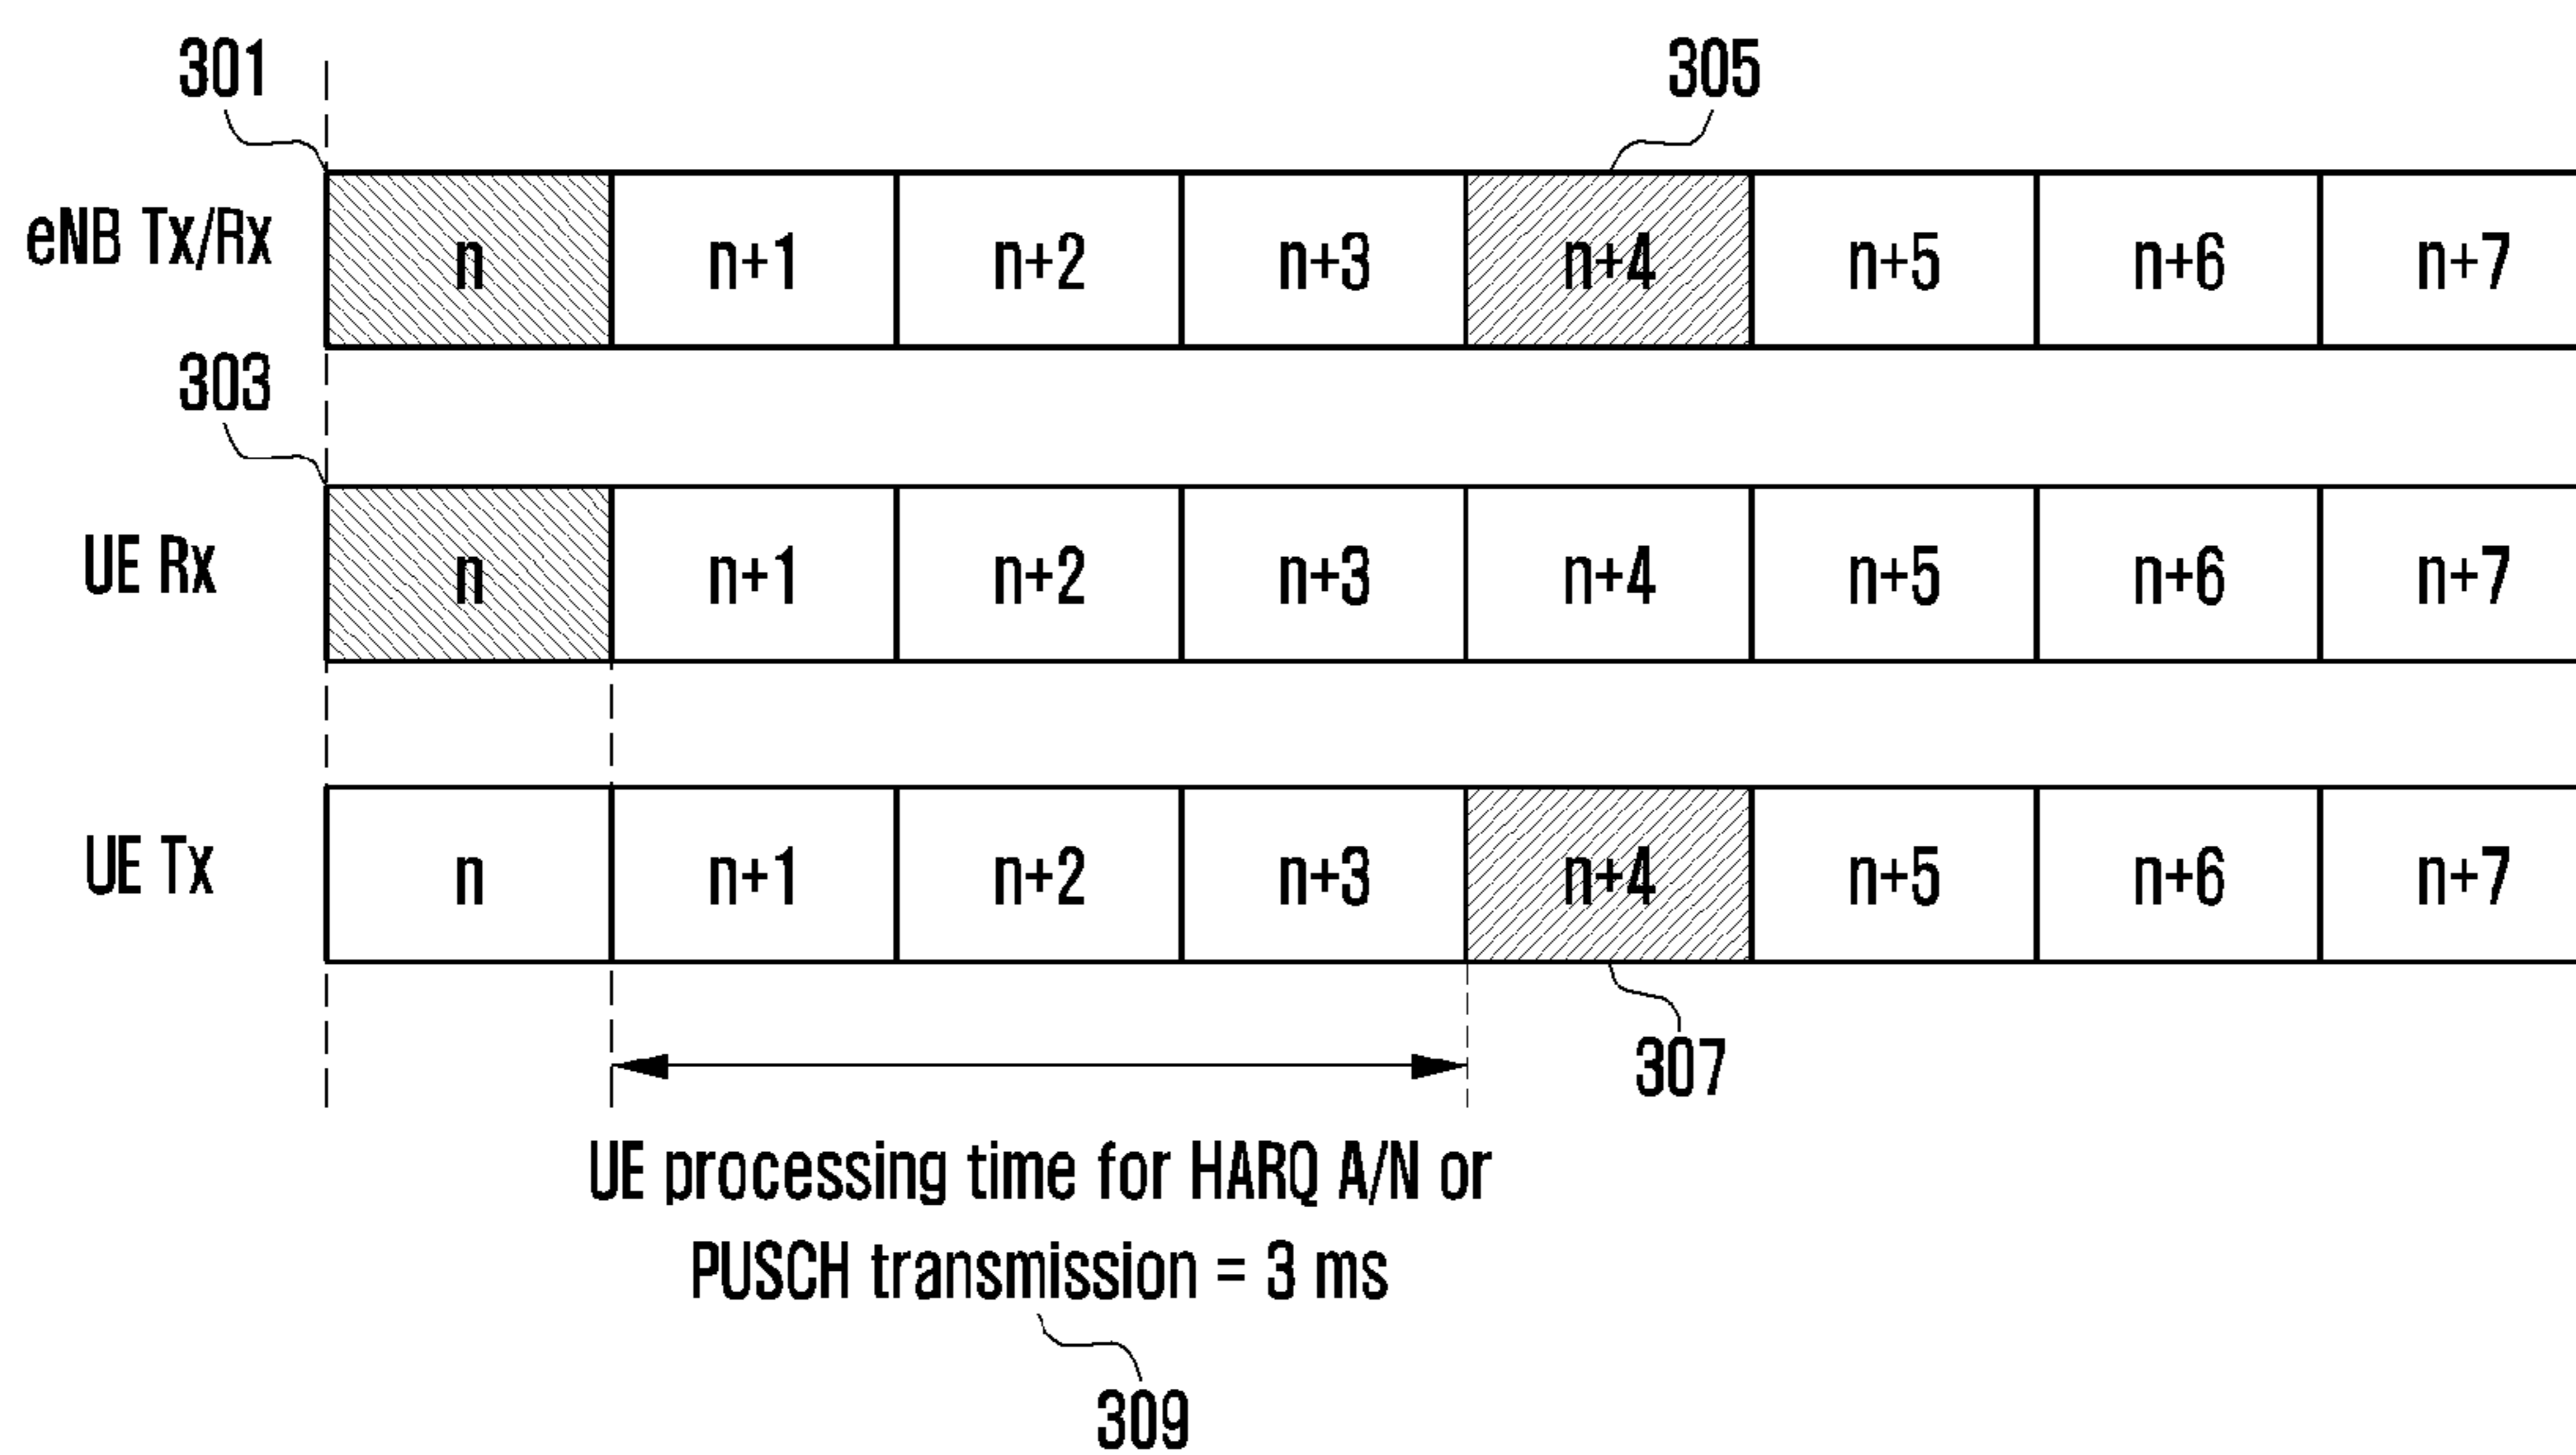 301
305
eNB Tx/Rx n n+1 n+2 n+3 n+4 n+5 n+6 n+7
303
UE Rx n n+1 n+2 n+3 n+4 n+5 n+6 n+7
UE Tx n n+1 n+2 n+3 n+4 n+5 n+6 n+7
307
UE processing time for HARQ A/N or
PUSCH transmission = 3 ms
309